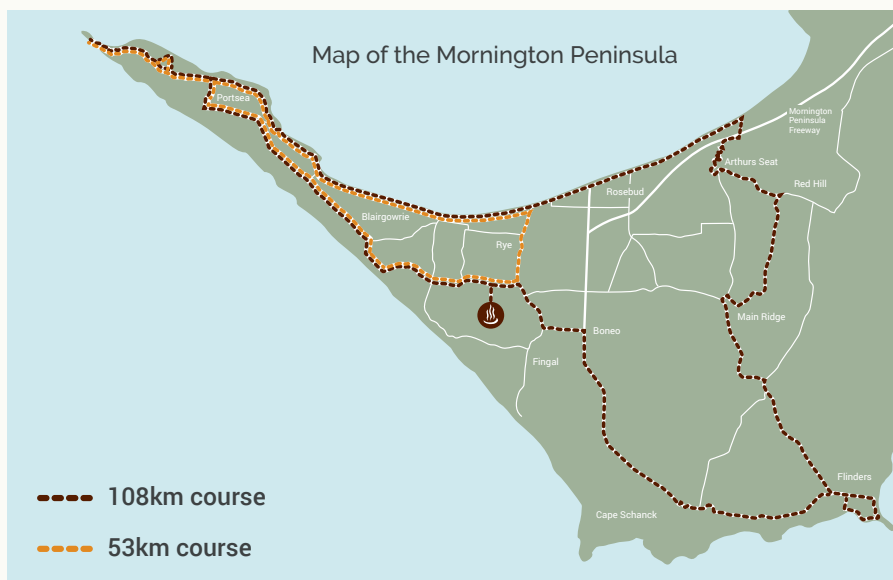 Map of the Mornington Peninsula
Portsea
Mornington
Peninsula
Freeway
Arthurs Seat
Red Hill
Rosebud
Blairgowrie
Rye
Main Ridge
Boneo
Fingal
Flinders
Cape Schanck
108km course
53km course